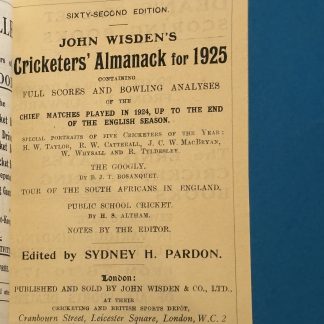 SIXTY-SECOND EDITION.
JOHN WISDEN'S
Cricketers' Almanack for 1925
CONTAINING
FULL SCORES AND BOWLING ANALYSES
OF THE
CHIEF MATCHES PLAYED IN 1924, UP TO THE END
OF THE ENGLISH SEASON.
SPECIAL PORTRAITS OF FIVE CRICKETERS OF THE YEAR:
H. W. TAYLOR, R. W. CATTERALL, J. C. W. MACBRYAN,
W. WHYSALL AND R. TYLDESLEY.
THE GOOGLY.
BY B. J. T. BOSANQUET.
TOUR OF THE SOUTH AFRICANS IN ENGLAND.
PUBLIC SCHOOL CRICKET.
BY H. S. ALTHAM.
NOTES BY THE EDITOR.
Edited by SYDNEY H. PARDON.
London:
PUBLISHED AND SOLD BY JOHN WISDEN & CO., LTD.,
AT THEIR
CRICKETING AND BRITISH SPORTS DEPÔT,
Cranbourn Street, Leicester Square, London, W.C. 2